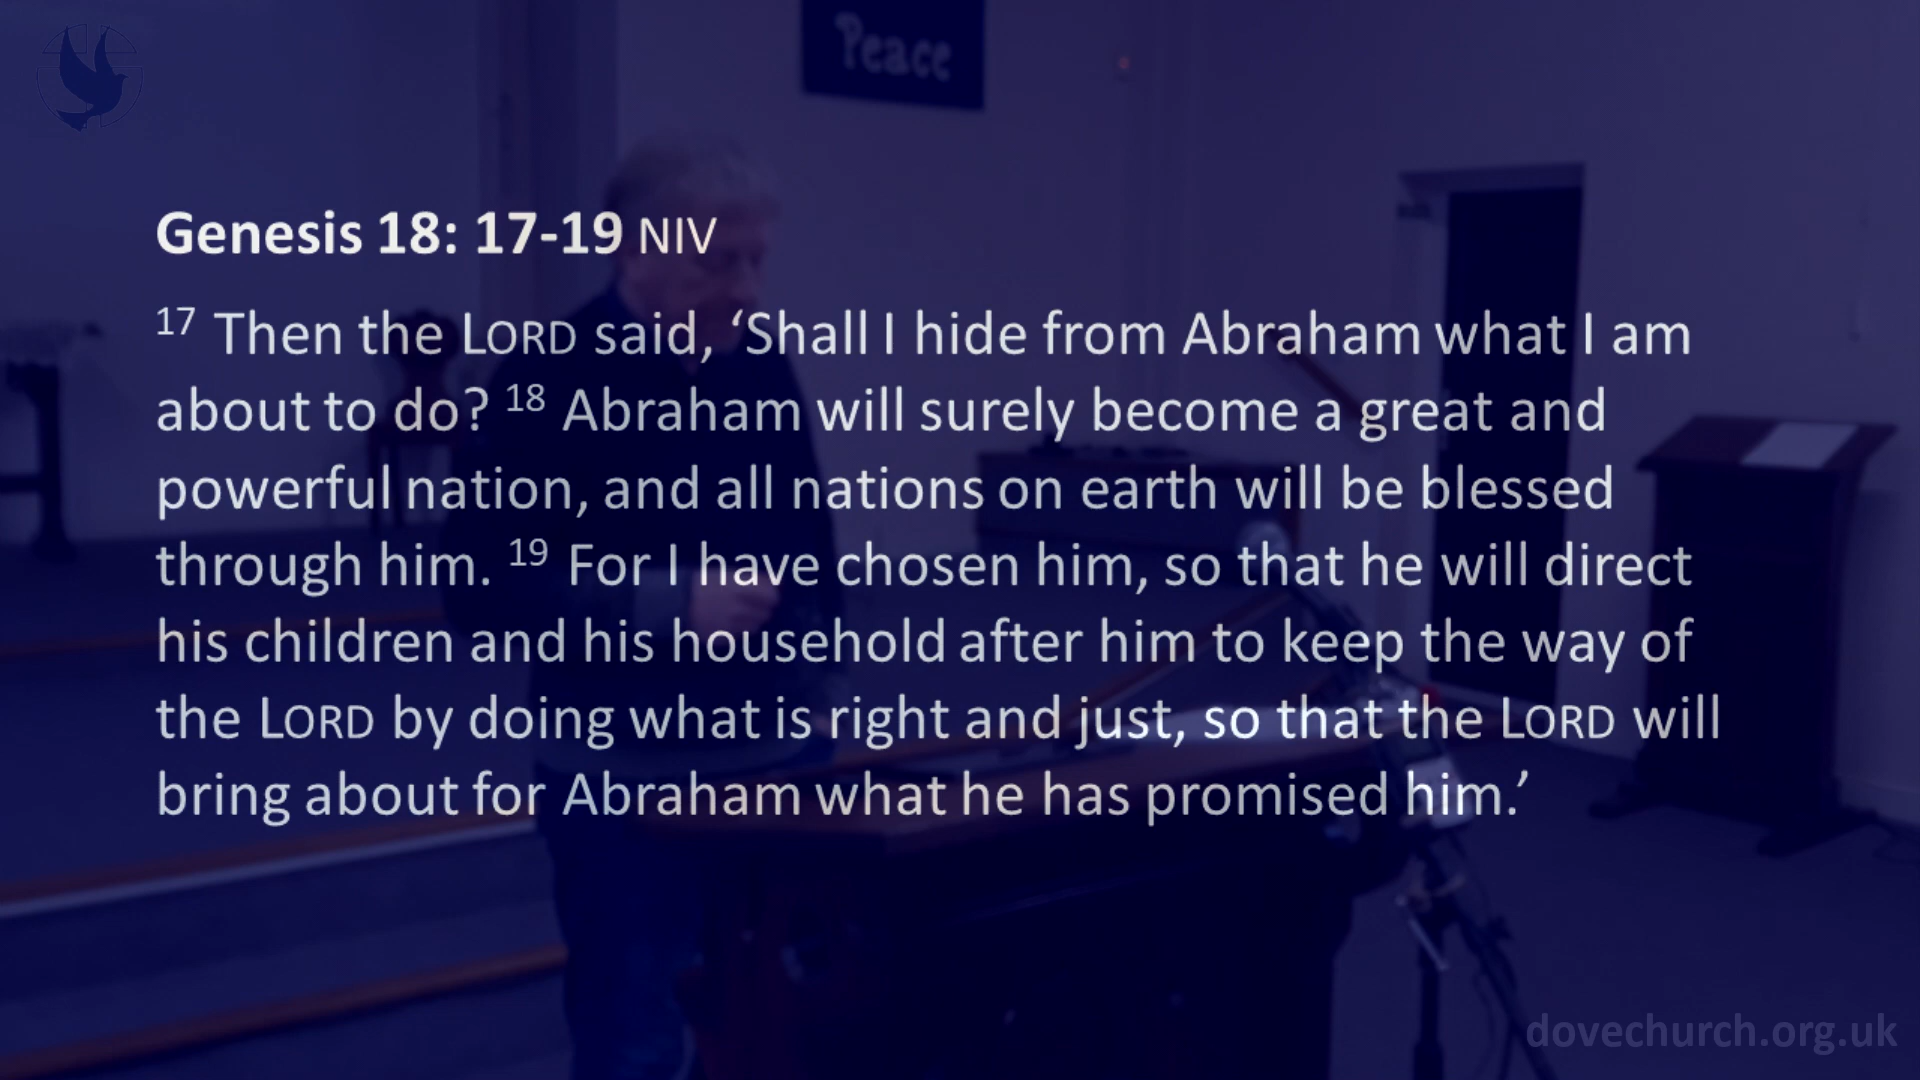 Peace
Genesis 18: 17-19 NIV
17 Then the LORD said, ‘Shall I hide from Abraham what I am
about to do? 18 Abraham will surely become a great and
powerful nation, and all nations on earth will be blessed
through him. 19 For I have chosen him, so that he will direct
his children and his household after him to keep the way of
the LORD by doing what is right and just, so that the LORD will
bring about for Abraham what he has promised him.’
dovechurch.org.uk